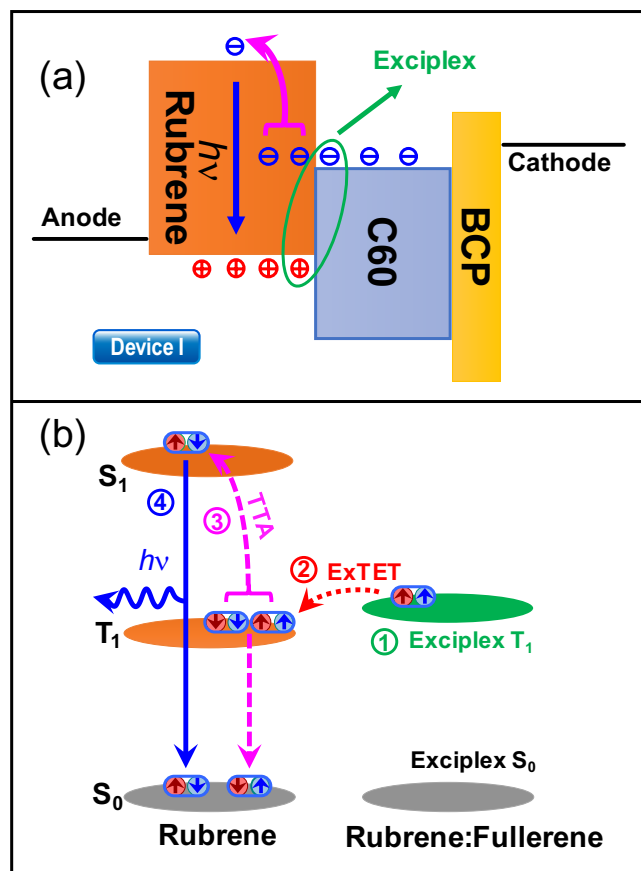 (a)
Exciplex
Rubrene
hν
Anode
Cathode
C60
BCP
Device I
(b)
S₁
④
③
TTA
hν
② ExTET
T₁
① Exciplex T₁
S₀
Exciplex S₀
Rubrene
Rubrene:Fullerene